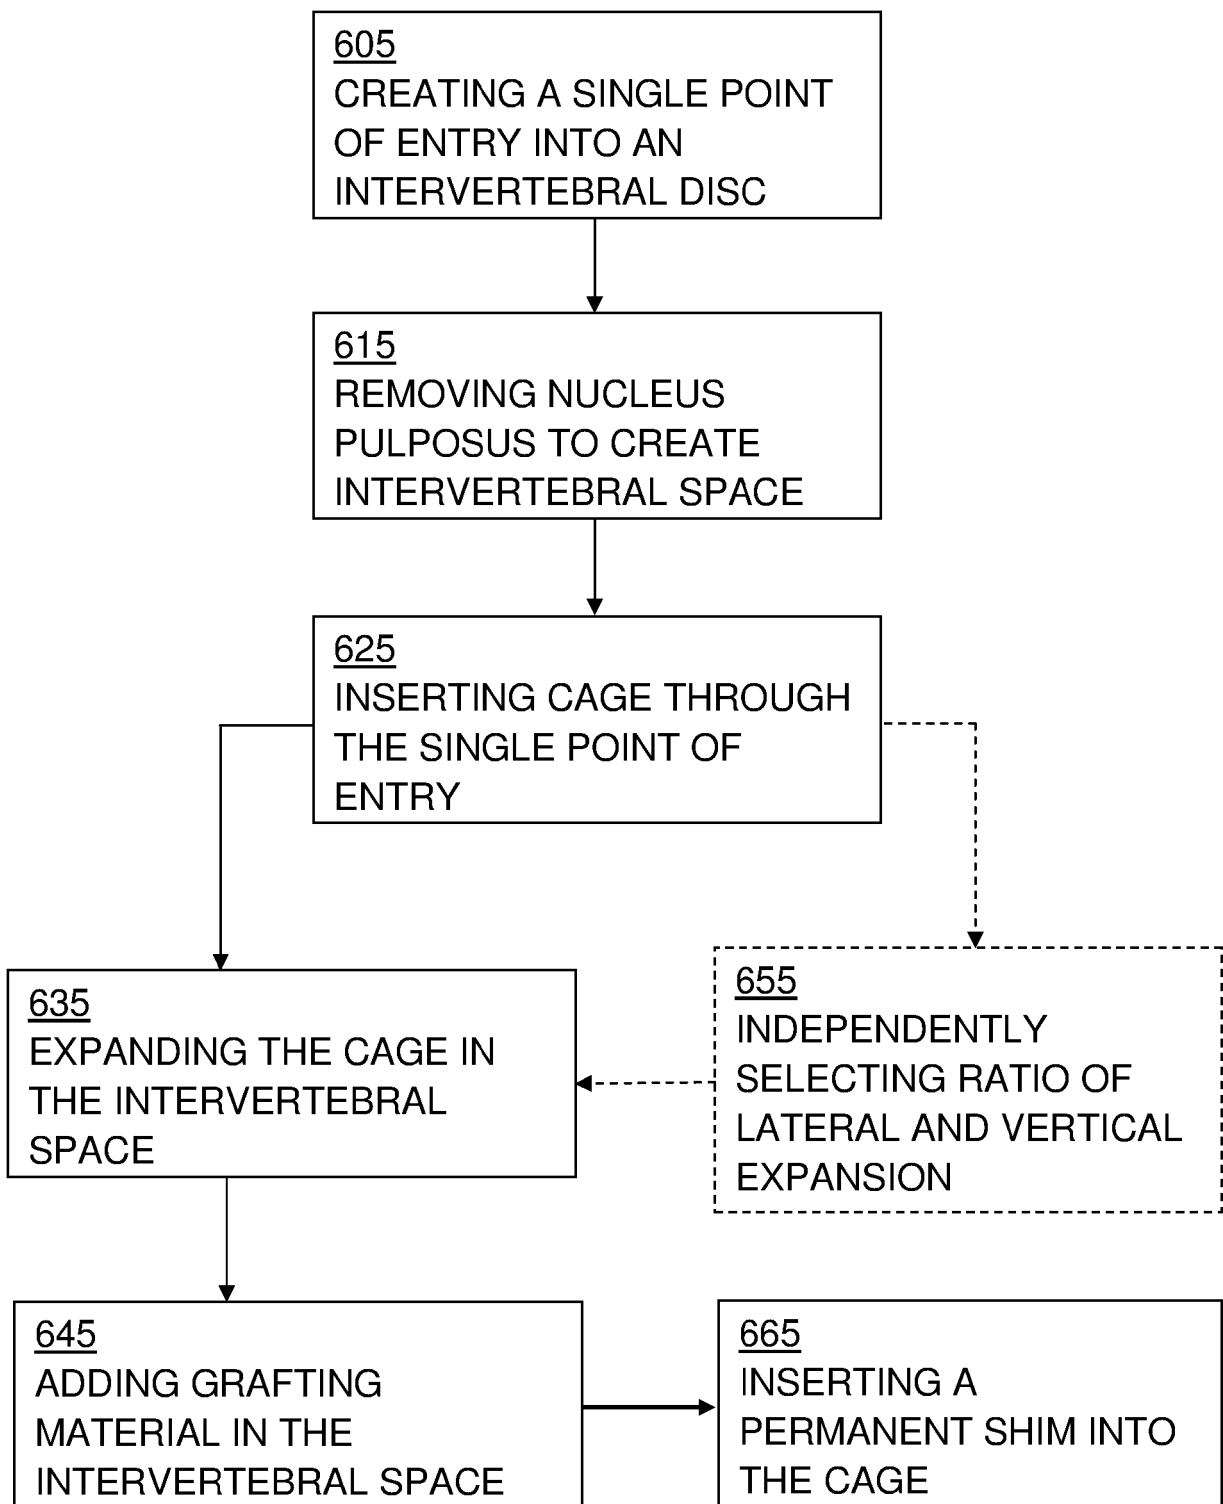 605
CREATING A SINGLE POINT
OF ENTRY INTO AN
INTERVERTEBRAL DISC
615
REMOVING NUCLEUS
PULPOSUS TO CREATE
INTERVERTEBRAL SPACE
625
INSERTING CAGE THROUGH
THE SINGLE POINT OF
ENTRY
635
EXPANDING THE CAGE IN
THE INTERVERTEBRAL
SPACE
655
INDEPENDENTLY
SELECTING RATIO OF
LATERAL AND VERTICAL
EXPANSION
645
ADDING GRAFTING
MATERIAL IN THE
INTERVERTEBRAL SPACE
665
INSERTING A
PERMANENT SHIM INTO
THE CAGE